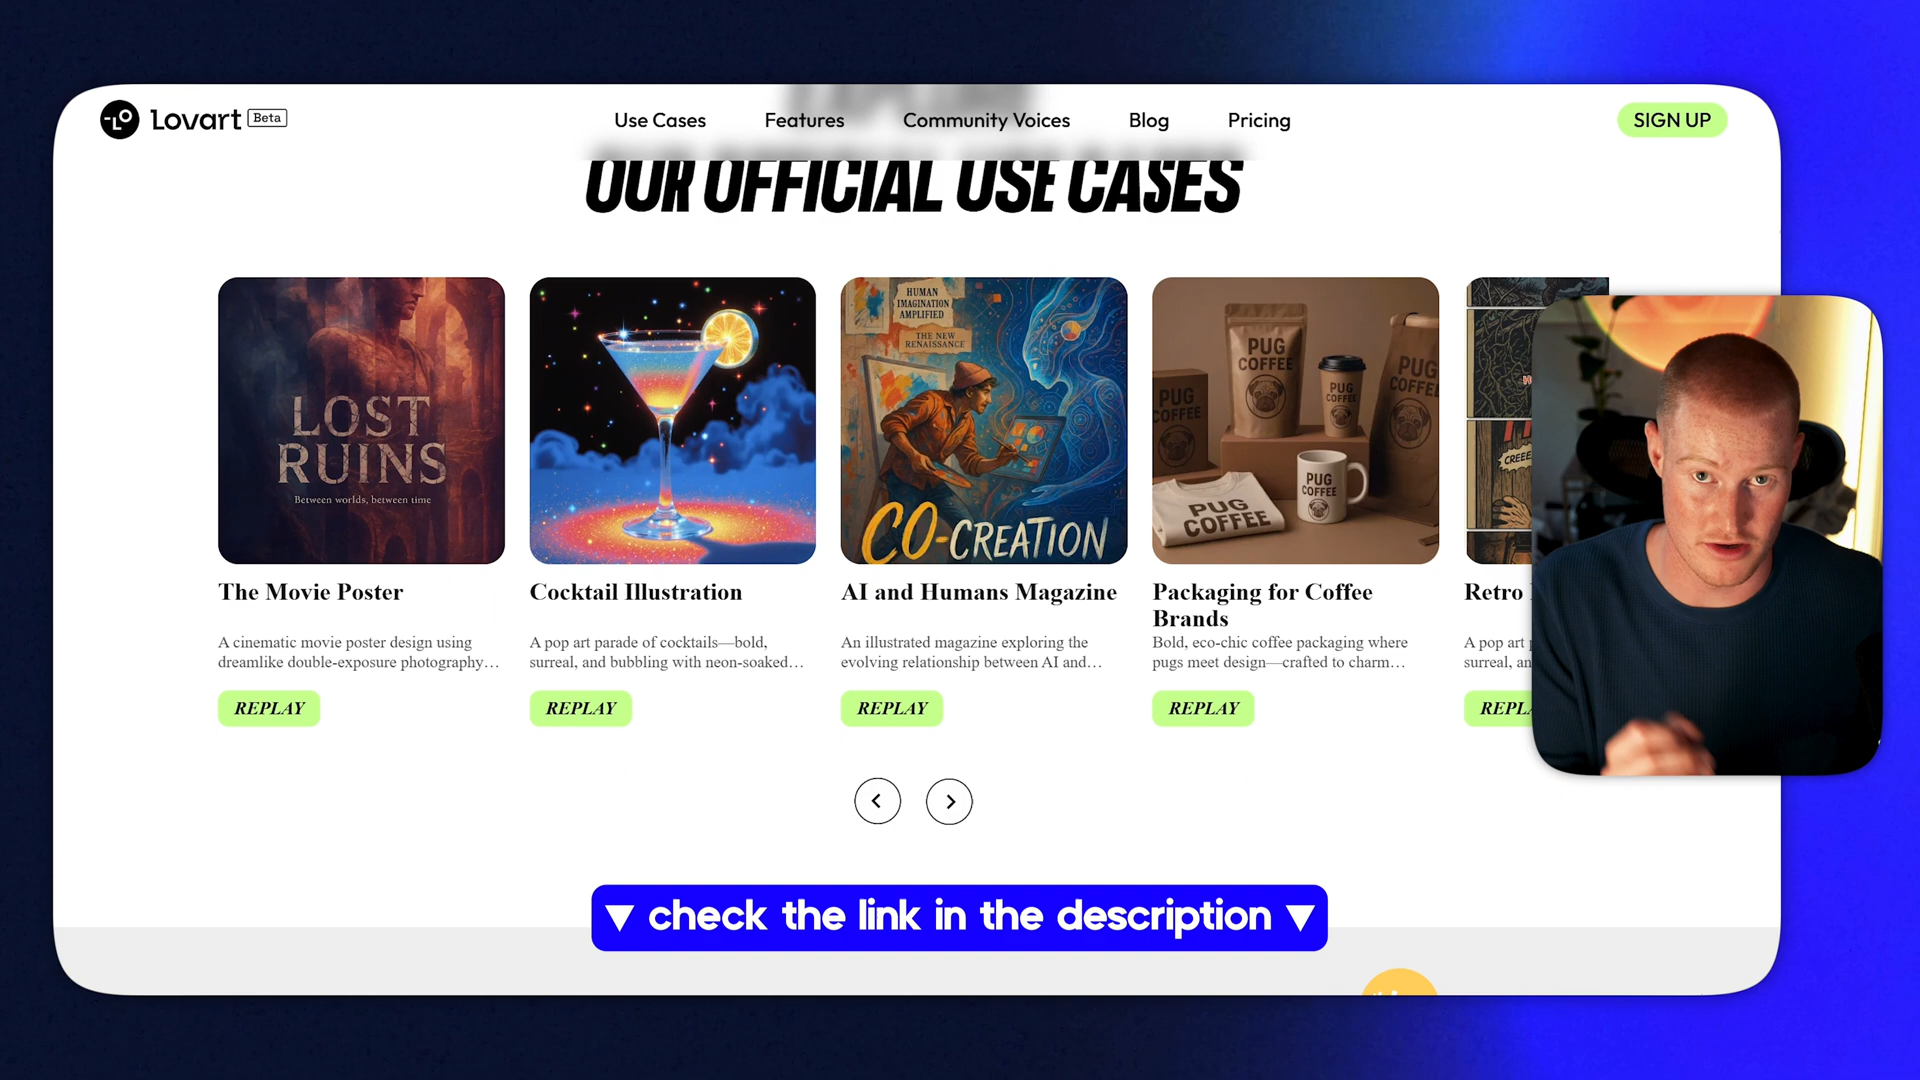 Lovart Beta
Use Cases
Features
Community Voices
Blog
Pricing
SIGN UP
OUR OFFICIAL USE CASES
LOST
RUINS
Between worlds, between time
HUMAN
IMAGINATION
AMPLIFIED
THE NEW
RENAISSANCE
CO-CREATION
PUG
COFFEE
PUG
COFFEE
PUG
COFFEE
PUG
COFFEE
PUG
COFFEE
PUG
COFFEE
CREEE
The Movie Poster
A cinematic movie poster design using
dreamlike double-exposure photography…
REPLAY
Cocktail Illustration
A pop art parade of cocktails—bold,
surreal, and bubbling with neon-soaked…
REPLAY
AI and Humans Magazine
An illustrated magazine exploring the
evolving relationship between AI and…
REPLAY
Packaging for Coffee
Brands
Bold, eco-chic coffee packaging where
pugs meet design—crafted to charm…
REPLAY
Retro
A pop art
surreal, an
REPLA
▼ check the link in the description ▼